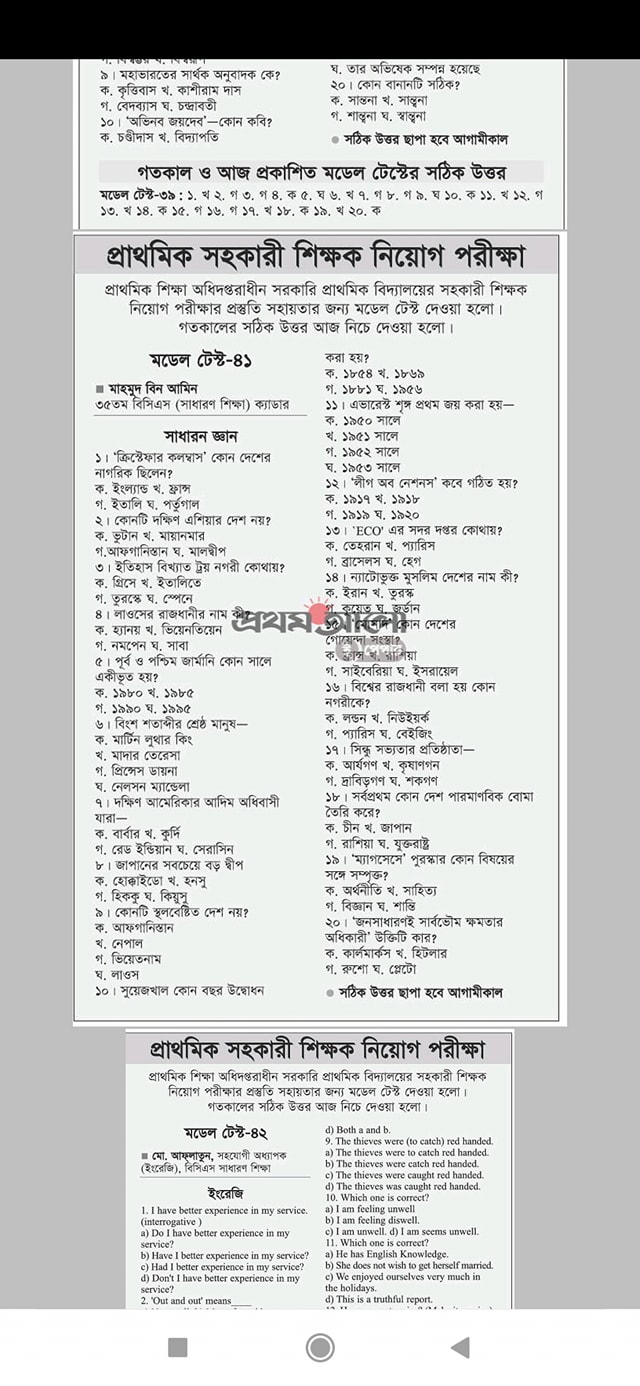 ৯। মহাভারতের সার্থক অনুবাদক কে?
ক. কৃত্তিবাস খ. কাশীরাম দাস
গ. বেদব্যাস ঘ. চন্দ্রাবতী
১০। ‘অভিনব জয়দেব’—কোন কবি?
ক. চণ্ডীদাস খ. বিদ্যাপতি
ঘ. তার অভিষেক সম্পন্ন হয়েছে
২০। কোন বানানটি সঠিক?
ক. সান্তনা খ. সান্ত্বনা
গ. শান্ত্বনা ঘ. স্বান্ত্বনা
সঠিক উত্তর ছাপা হবে আগামীকাল
গতকাল ও আজ প্রকাশিত মডেল টেস্টের সঠিক উত্তর
মডেল টেস্ট-৩৯ : ১. খ ২. গ ৩. গ ৪. ক ৫. ঘ ৬. খ ৭. গ ৮. গ ৯. ঘ ১০. ক ১১. খ ১২. গ
১৩. খ ১৪. ক ১৫. গ ১৬. গ ১৭. খ ১৮. ক ১৯. খ ২০. ক
প্রাথমিক সহকারী শিক্ষক নিয়োগ পরীক্ষা
প্রাথমিক শিক্ষা অধিদপ্তরাধীন সরকারি প্রাথমিক বিদ্যালয়ের সহকারী শিক্ষক
নিয়োগ পরীক্ষার প্রস্তুতি সহায়তার জন্য মডেল টেস্ট দেওয়া হলো।
গতকালের সঠিক উত্তর আজ নিচে দেওয়া হলো।
মডেল টেস্ট-৪১
মাহমুদ বিন আমিন
৩৫তম বিসিএস (সাধারণ শিক্ষা) ক্যাডার
সাধারন জ্ঞান
১। ‘ক্রিস্টেফার কলম্বাস’ কোন দেশের
নাগরিক ছিলেন?
ক. ইংল্যান্ড খ. ফ্রান্স
গ. ইতালি ঘ. পর্তুগাল
২। কোনটি দক্ষিণ এশিয়ার দেশ নয়?
ক. ভুটান খ. মায়ানমার
গ.আফগানিস্তান ঘ. মালদ্বীপ
৩। ইতিহাস বিখ্যাত ট্রয় নগরী কোথায়?
ক. গ্রিসে খ. ইতালিতে
গ. তুরস্কে ঘ. স্পেনে
৪। লাওসের রাজধানীর নাম কী?
ক. হ্যানয় খ. ভিয়েনতিয়েন
গ. নমপেন ঘ. সাবা
৫। পূর্ব ও পশ্চিম জার্মানি কোন সালে
একীভূত হয়?
ক. ১৯৮০ খ. ১৯৮৫
গ. ১৯৯০ ঘ. ১৯৯৫
৬। বিংশ শতাব্দীর শ্রেষ্ঠ মানুষ—
ক. মার্টিন লুথার কিং
খ. মাদার তেরেসা
গ. প্রিন্সেস ডায়না
ঘ. নেলসন ম্যান্ডেলা
৭। দক্ষিণ আমেরিকার আদিম অধিবাসী
যারা—
ক. বার্বার খ. কুর্দি
গ. রেড ইন্ডিয়ান ঘ. সেরাসিন
৮। জাপানের সবচেয়ে বড় দ্বীপ
ক. হোক্কাইডো খ. হনসু
গ. হিককু ঘ. কিয়ুসু
৯। কোনটি স্থলবেষ্টিত দেশ নয়?
ক. আফগানিস্তান
খ. নেপাল
গ. ভিয়েতনাম
ঘ. লাওস
১০। সুয়েজখাল কোন বছর উদ্বোধন
করা হয়?
ক. ১৮৫৪ খ. ১৮৬৯
গ. ১৮৮১ ঘ. ১৯৫৬
১১। এভারেস্ট শৃঙ্গ প্রথম জয় করা হয়—
ক. ১৯৫০ সালে
খ. ১৯৫১ সালে
গ. ১৯৫২ সালে
ঘ. ১৯৫৩ সালে
১২। ‘লীগ অব নেশনস’ কবে গঠিত হয়?
ক. ১৯১৭ খ. ১৯১৮
গ. ১৯১৯ ঘ. ১৯২০
১৩। `ECO' এর সদর দপ্তর কোথায়?
ক. তেহরান খ. প্যারিস
গ. ব্রাসেলস ঘ. হেগ
১৪। ন্যাটোভুক্ত মুসলিম দেশের নাম কী?
ক. ইরান খ. তুরস্ক
গ. কুয়েত ঘ. জর্ডান
প্রথম আলো
ই-পেপার
১৫। ‘মোসাদ’ কোন দেশের
গোয়েন্দা সংস্থা?
ক. ফ্রান্স খ. রাশিয়া
গ. সাইবেরিয়া ঘ. ইসরায়েল
১৬। বিশ্বের রাজধানী বলা হয় কোন
নগরীকে?
ক. লন্ডন খ. নিউইয়র্ক
গ. প্যারিস ঘ. বেইজিং
১৭। সিন্ধু সভ্যতার প্রতিষ্ঠাতা—
ক. আর্যগণ খ. কৃষাণগন
গ. দ্রাবিড়গণ ঘ. শকগণ
১৮। সর্বপ্রথম কোন দেশ পারমাণবিক বোমা
তৈরি করে?
ক. চীন খ. জাপান
গ. রাশিয়া ঘ. যুক্তরাষ্ট্র
১৯। ‘ম্যাগসেসে’ পুরস্কার কোন বিষয়ের
সঙ্গে সম্পৃক্ত?
ক. অর্থনীতি খ. সাহিত্য
গ. বিজ্ঞান ঘ. শান্তি
২০। ‘জনসাধারণই সার্বভৌম ক্ষমতার
অধিকারী’ উক্তিটি কার?
ক. কার্লমার্কস খ. হিটলার
গ. রুশো ঘ. প্লেটো
সঠিক উত্তর ছাপা হবে আগামীকাল
প্রাথমিক সহকারী শিক্ষক নিয়োগ পরীক্ষা
প্রাথমিক শিক্ষা অধিদপ্তরাধীন সরকারি প্রাথমিক বিদ্যালয়ের সহকারী শিক্ষক
নিয়োগ পরীক্ষার প্রস্তুতি সহায়তার জন্য মডেল টেস্ট দেওয়া হলো।
গতকালের সঠিক উত্তর আজ নিচে দেওয়া হলো।
মডেল টেস্ট-৪২
মো. আফ্লাতুন, সহযোগী অধ্যাপক
(ইংরেজি), বিসিএস সাধারণ শিক্ষা
ইংরেজি
1. I have better experience in my service.
(interrogative )
a) Do I have better experience in my
service?
b) Have I better experience in my service?
c) Had I better experience in my service?
d) Don't I have better experience in my
service?
2. 'Out and out' means____
d) Both a and b.
9. The thieves were (to catch) red handed.
a) The thieves were to catch red handed.
b) The thieves were catch red handed.
c) The thieves were caught red handed.
d) The thieves was caught red handed.
10. Which one is correct?
a) I am feeling unwell
b) I am feeling diswell.
c) I am unwell. d) I am seems unwell.
11. Which one is correct?
a) He has English Knowledge.
b) She does not wish to get herself married.
c) We enjoyed ourselves very much in
the holidays.
d) This is a truthful report.